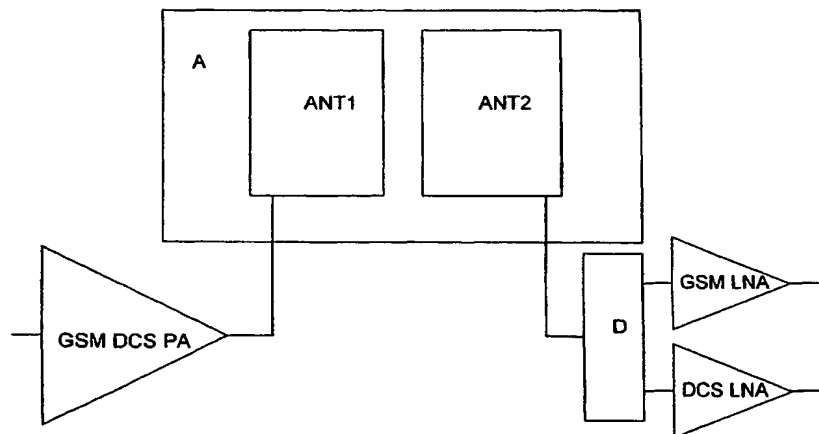 A
ANT1
ANT2
GSM DCS PA
D
GSM LNA
DCS LNA